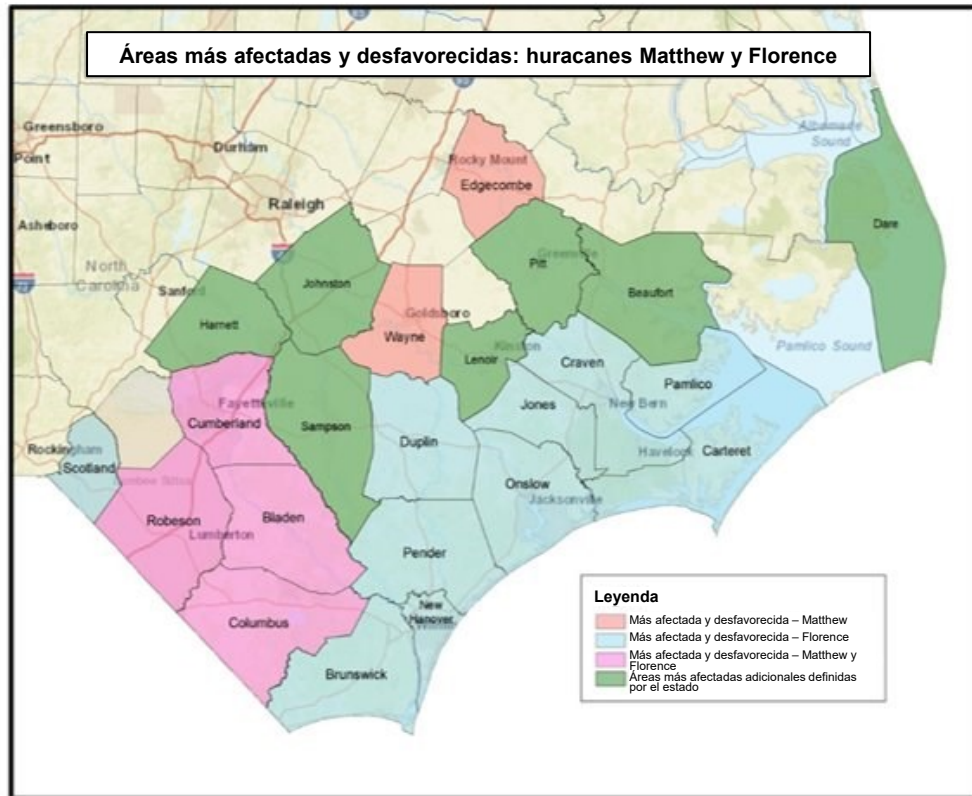 Áreas más afectadas y desfavorecidas: huracanes Matthew y Florence
Greensboro
Point
Durham
Albemarle
Sound
Rocky Mount
Edgecombe
Raleigh
Asheboro
Dare
North
Carolina
Sanford
Johnston
Greenville
Pitt
Beaufort
Harnett
Goldsboro
Wayne
Pamlico Sound
Kinston
Lenoir
Craven
Pamlico
Fayetteville
Cumberland
Sampson
Jones
New Bern
Duplin
Rockingham
Scotland
Havelock
Carteret
Onslow
Jacksonville
Robeson
Bladen
Lumberton
Pender
Columbus
New
Hanover
Brunswick
Leyenda
Más afectada y desfavorecida – Matthew
Más afectada y desfavorecida – Florence
Más afectada y desfavorecida – Matthew y
Florence
Áreas más afectadas adicionales definidas
por el estado